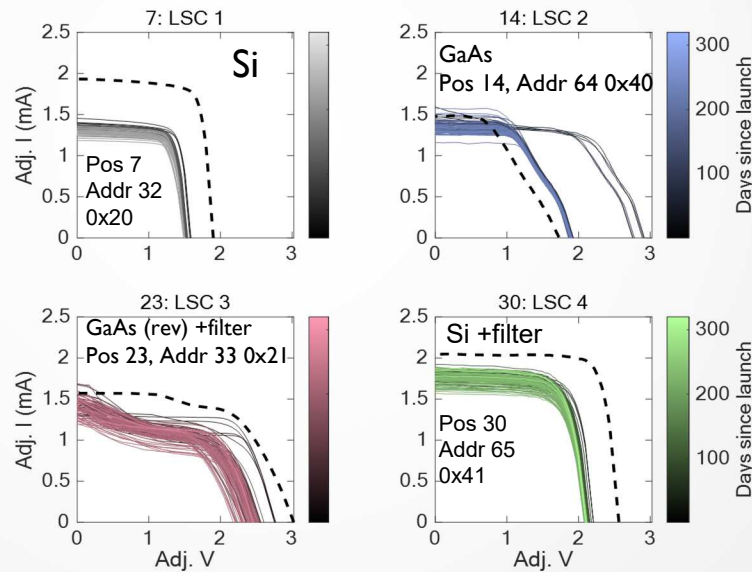 7: LSC 1
14: LSC 2
2.5
2
1.5
1
0.5
0
Adj. I (mA)
Si
Pos 7
Addr 32
0x20
0 1 2 3
2.5
2
1.5
1
0.5
0
GaAs
Pos 14, Addr 64 0x40
0 1 2 3
300
200
100
Days since launch
23: LSC 3
30: LSC 4
2.5
2
1.5
1
0.5
0
Adj. I (mA)
GaAs (rev) +filter
Pos 23, Addr 33 0x21
0 1 2 3
Adj. V
2.5
2
1.5
1
0.5
0
Si +filter
Pos 30
Addr 65
0x41
0 1 2 3
Adj. V
300
200
100
Days since launch